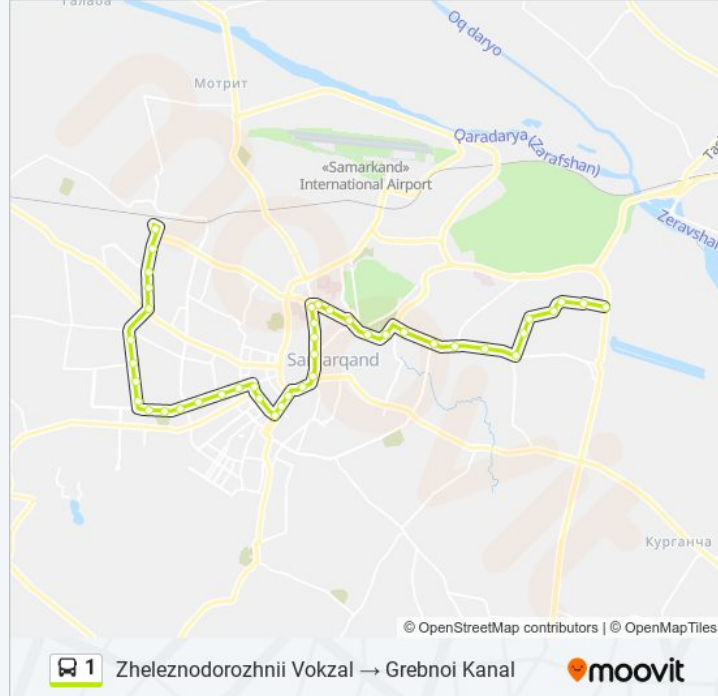 Галаба
Oq daryo
Мотрит
Qaradarya (Zarafshan)
«Samarkand»
International Airport
Zeravshan
Samarqand
Курганча
© OpenStreetMap contributors | © OpenMapTiles
1 Zheleznodorozhnii Vokzal → Grebnoi Kanal
moovit